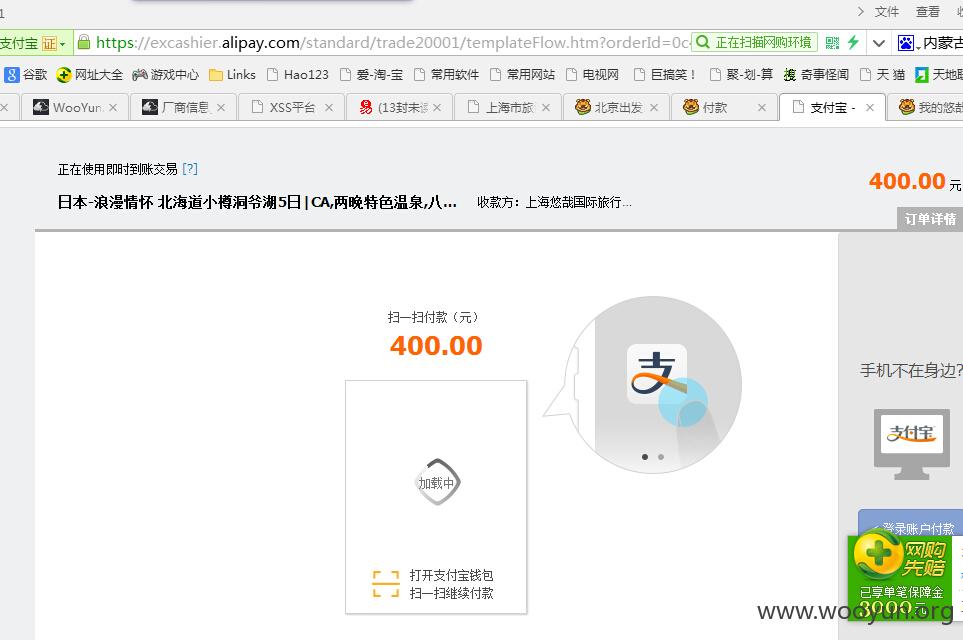 1
文件 查看 收
支付宝 证 https://excashier.alipay.com/standard/trade20001/templateFlow.htm?orderId=0c 正在扫描网购环境 内蒙古
谷歌 网址大全 游戏中心 Links Hao123 爱-淘-宝 常用软件 常用网站 电视网 巨搞笑！ 聚-划-算 搜 奇事怪闻 天 猫 天地联
WooYun. 厂商信息 XSS平台 (13封未读 上海市旅 北京出发 付款 支付宝 - 我的悠哉
正在使用即时到账交易 [?]
400.00 元
日本-浪漫情怀 北海道小樽洞爷湖5日|CA,两晚特色温泉,八... 收款方：上海悠哉国际旅行...
订单详情
扫一扫付款（元）
400.00
支
手机不在身边?
支付宝
加载中
登录账户付款
网购
先赔
打开支付宝钱包
扫一扫继续付款
已享单笔保障金
3000元
www.wooyun.org